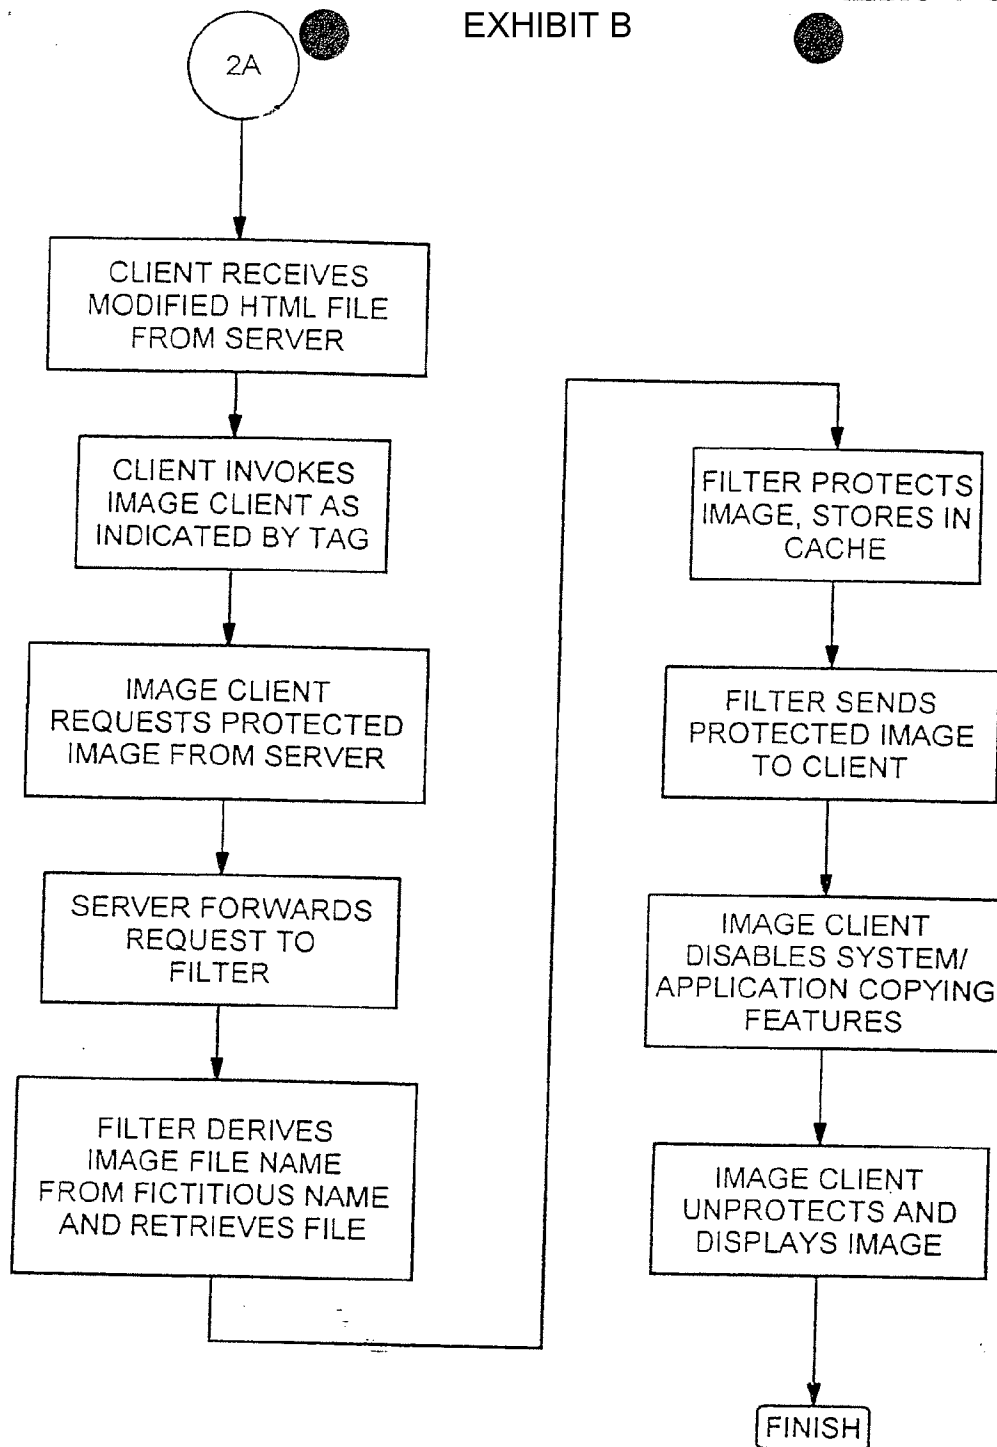 EXHIBIT B
2A
CLIENT RECEIVES
MODIFIED HTML FILE
FROM SERVER
CLIENT INVOKES
IMAGE CLIENT AS
INDICATED BY TAG
IMAGE CLIENT
REQUESTS PROTECTED
IMAGE FROM SERVER
SERVER FORWARDS
REQUEST TO
FILTER
FILTER DERIVES
IMAGE FILE NAME
FROM FICTITIOUS NAME
AND RETRIEVES FILE
FILTER PROTECTS
IMAGE, STORES IN
CACHE
FILTER SENDS
PROTECTED IMAGE
TO CLIENT
IMAGE CLIENT
DISABLES SYSTEM/
APPLICATION COPYING
FEATURES
IMAGE CLIENT
UNPROTECTS AND
DISPLAYS IMAGE
FINISH